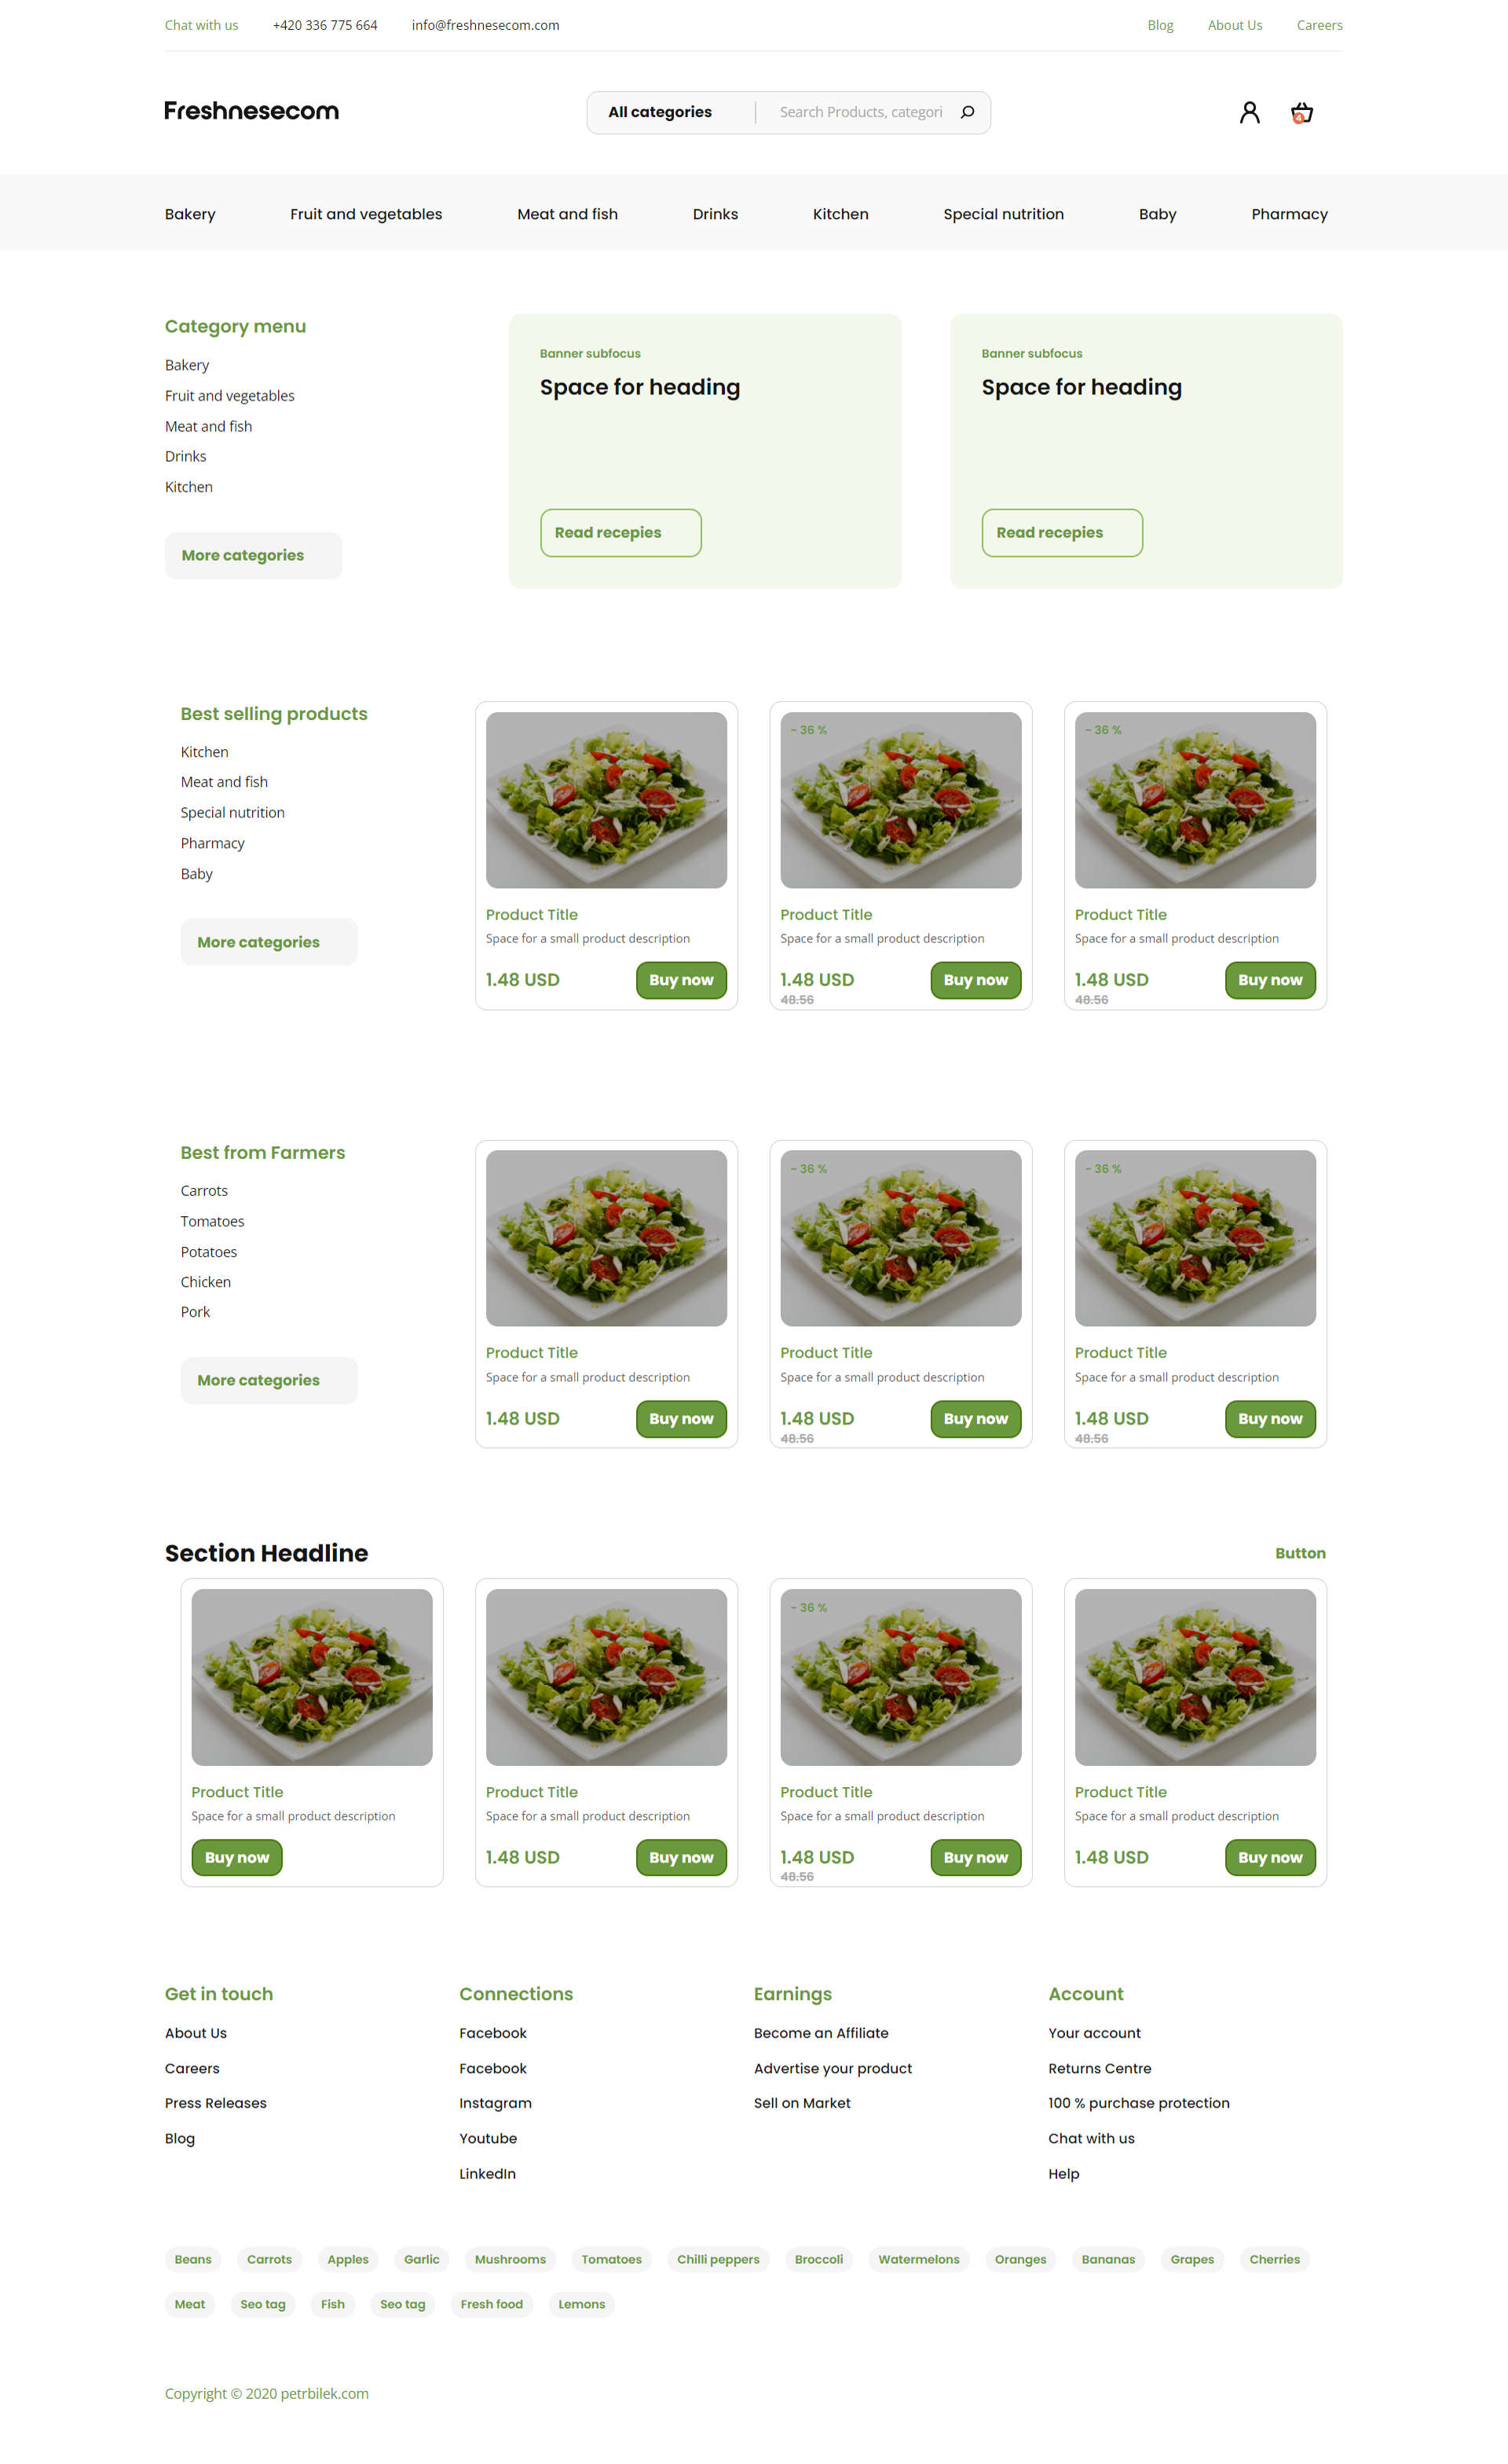 Chat with us +420 336 775 664 info@freshnesecom.com Blog About Us Careers
Freshnesecom All categories Search Products, categori 4
Bakery Fruit and vegetables Meat and fish Drinks Kitchen Special nutrition Baby Pharmacy
Category menu
Bakery
Fruit and vegetables
Meat and fish
Drinks
Kitchen
More categories
Banner subfocus
Space for heading
Read recepies
Banner subfocus
Space for heading
Read recepies
Best selling products
Kitchen
Meat and fish
Special nutrition
Pharmacy
Baby
More categories
Product Title
Space for a small product description
1.48 USD Buy now
- 36 %
Product Title
Space for a small product description
1.48 USD Buy now
48.56
- 36 %
Product Title
Space for a small product description
1.48 USD Buy now
48.56
Best from Farmers
Carrots
Tomatoes
Potatoes
Chicken
Pork
More categories
Product Title
Space for a small product description
1.48 USD Buy now
- 36 %
Product Title
Space for a small product description
1.48 USD Buy now
48.56
- 36 %
Product Title
Space for a small product description
1.48 USD Buy now
48.56
Section Headline Button
Product Title
Space for a small product description
Buy now
Product Title
Space for a small product description
1.48 USD Buy now
- 36 %
Product Title
Space for a small product description
1.48 USD Buy now
48.56
Product Title
Space for a small product description
1.48 USD Buy now
Get in touch
About Us
Careers
Press Releases
Blog
Connections
Facebook
Facebook
Instagram
Youtube
LinkedIn
Earnings
Become an Affiliate
Advertise your product
Sell on Market
Account
Your account
Returns Centre
100 % purchase protection
Chat with us
Help
Beans Carrots Apples Garlic Mushrooms Tomatoes Chilli peppers Broccoli Watermelons Oranges Bananas Grapes Cherries
Meat Seo tag Fish Seo tag Fresh food Lemons
Copyright © 2020 petrbilek.com